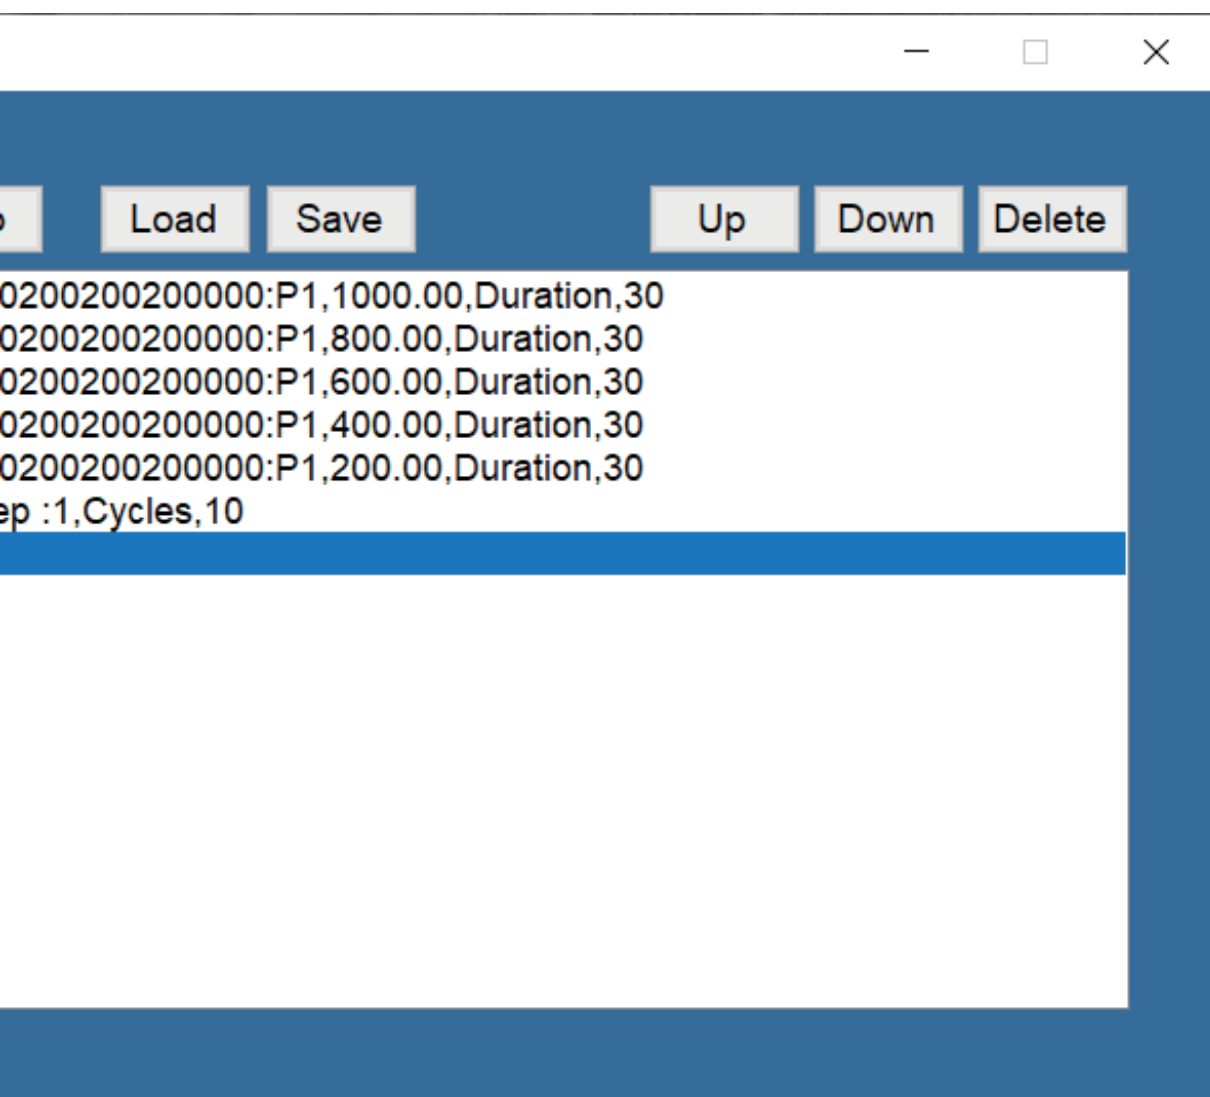 Load Save Up Down Delete
0200200200000:P1,1000.00,Duration,30
0200200200000:P1,800.00,Duration,30
0200200200000:P1,600.00,Duration,30
0200200200000:P1,400.00,Duration,30
0200200200000:P1,200.00,Duration,30
ep :1,Cycles,10